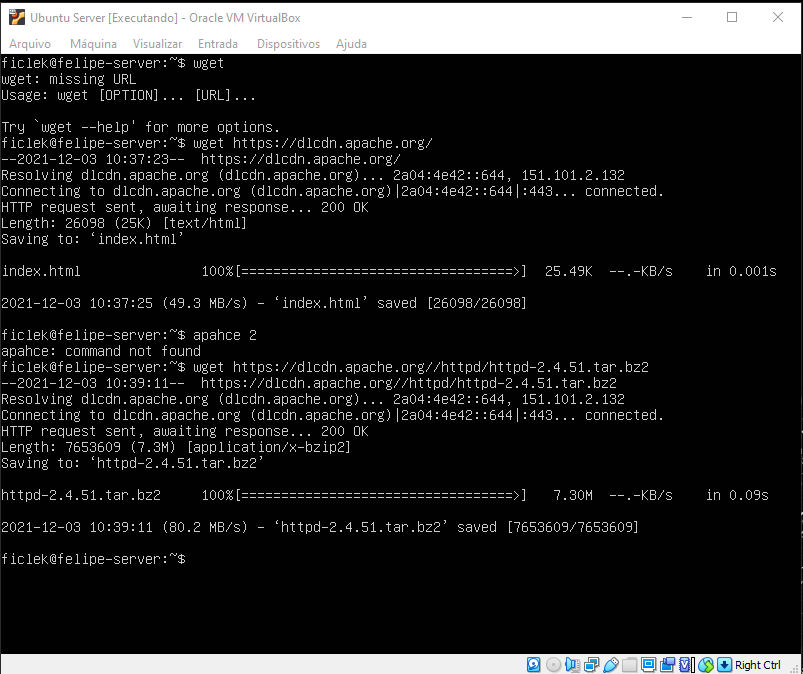 Ubuntu Server [Executando] - Oracle VM VirtualBox
Arquivo Máquina Visualizar Entrada Dispositivos Ajuda
ficlek@felipe-server:~$ wget
wget: missing URL
Usage: wget [OPTION]... [URL]...
Try `wget --help' for more options.
ficlek@felipe-server:~$ wget https://dlcdn.apache.org/
--2021-12-03 10:37:23--  https://dlcdn.apache.org/
Resolving dlcdn.apache.org (dlcdn.apache.org)... 2a04:4e42::644, 151.101.2.132
Connecting to dlcdn.apache.org (dlcdn.apache.org)|2a04:4e42::644|:443... connected.
HTTP request sent, awaiting response... 200 OK
Length: 26098 (25K) [text/html]
Saving to: ‘index.html’
index.html 100%[==================================>] 25.49K --.-KB/s in 0.001s
2021-12-03 10:37:25 (49.3 MB/s) - ‘index.html’ saved [26098/26098]
ficlek@felipe-server:~$ apahce 2
apahce: command not found
ficlek@felipe-server:~$ wget https://dlcdn.apache.org//httpd/httpd-2.4.51.tar.bz2
--2021-12-03 10:39:11--  https://dlcdn.apache.org//httpd/httpd-2.4.51.tar.bz2
Resolving dlcdn.apache.org (dlcdn.apache.org)... 2a04:4e42::644, 151.101.2.132
Connecting to dlcdn.apache.org (dlcdn.apache.org)|2a04:4e42::644|:443... connected.
HTTP request sent, awaiting response... 200 OK
Length: 7653609 (7.3M) [application/x-bzip2]
Saving to: ‘httpd-2.4.51.tar.bz2’
httpd-2.4.51.tar.bz2 100%[==================================>] 7.30M --.-KB/s in 0.09s
2021-12-03 10:39:11 (80.2 MB/s) - ‘httpd-2.4.51.tar.bz2’ saved [7653609/7653609]
ficlek@felipe-server:~$
Right Ctrl